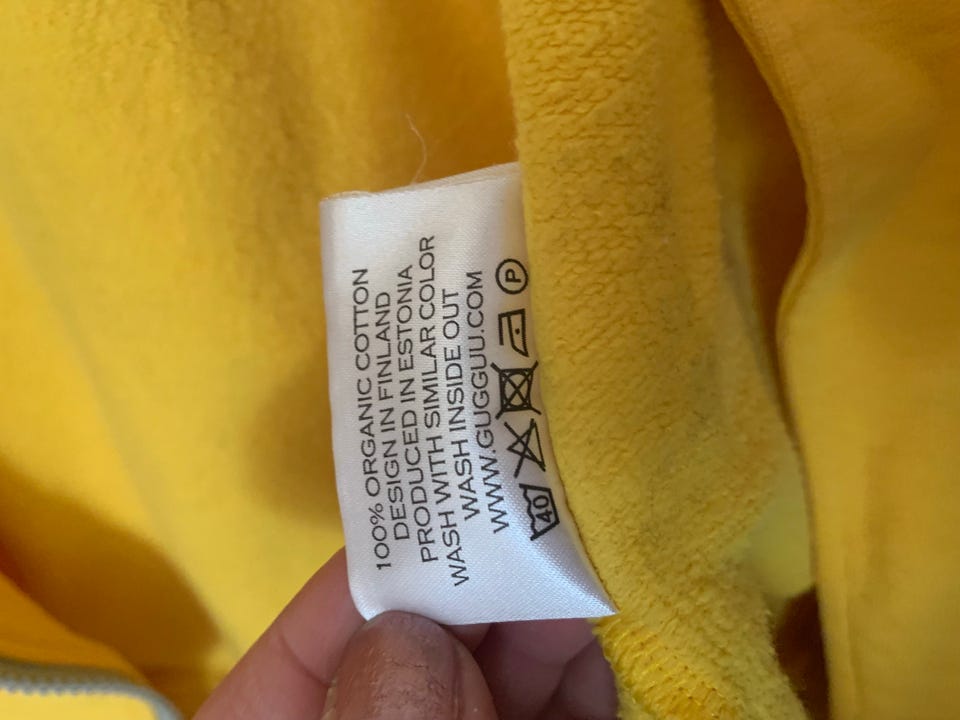 100% ORGANIC COTTON
DESIGN IN FINLAND
PRODUCED IN ESTONIA
WASH WITH SIMILAR COLOR
WASH INSIDE OUT
WWW.GUGGUU.COM
40 P